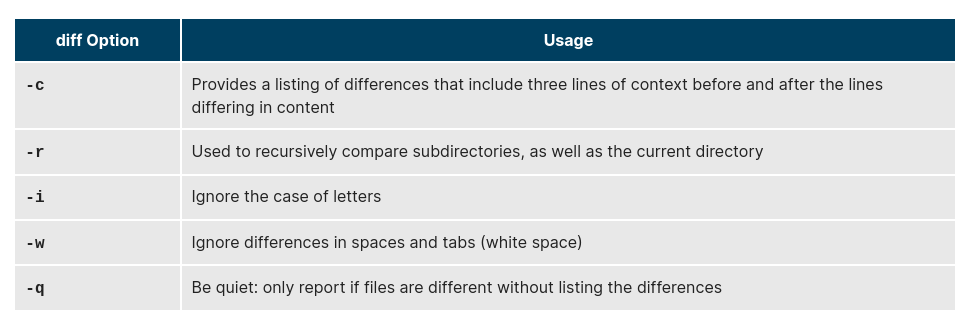 diff Option Usage
-c Provides a listing of differences that include three lines of context before and after the lines
differing in content
-r Used to recursively compare subdirectories, as well as the current directory
-i Ignore the case of letters
-w Ignore differences in spaces and tabs (white space)
-q Be quiet: only report if files are different without listing the differences